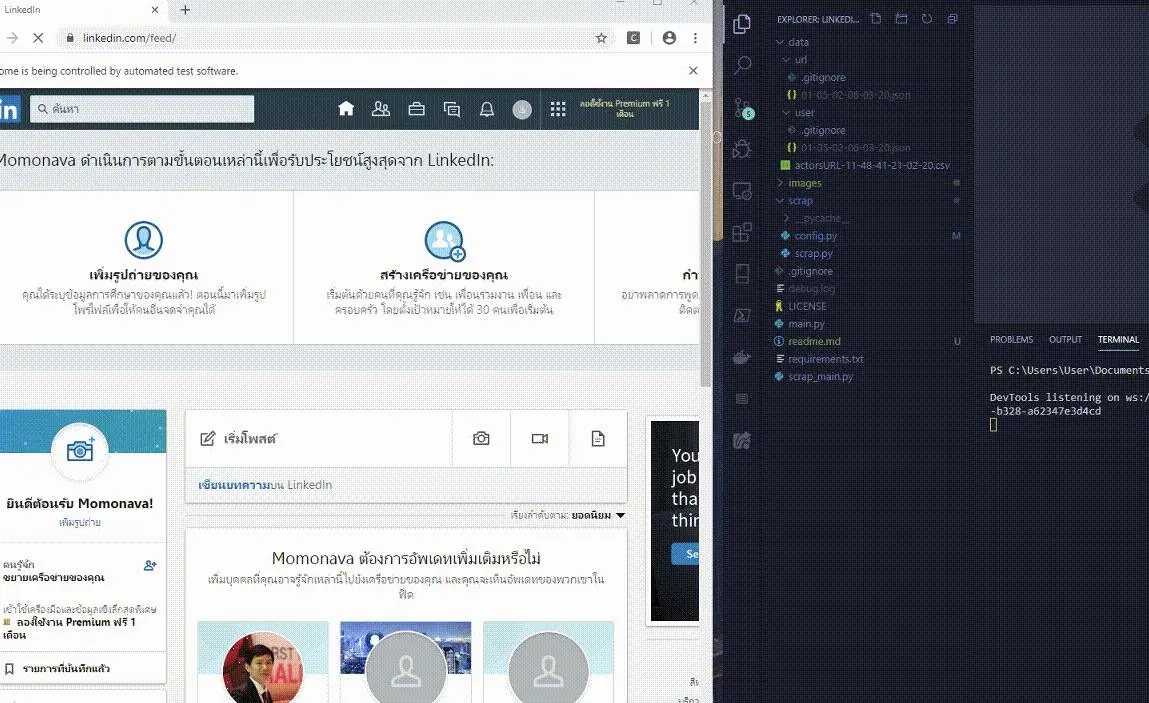 LinkedIn
linkedin.com/feed/
ome is being controlled by automated test software.
in
ค้นหา
ลองใช้งาน Premium ฟรี 1
เดือน
Momonava ดำเนินการตามขั้นตอนเหล่านี้เพื่อรับประโยชน์สูงสุดจาก LinkedIn:
เพิ่มรูปถ่ายของคุณ
คุณได้ระบุข้อมูลการศึกษาของคุณแล้ว! ตอนนี้มาเพิ่มรูป
โพรไฟล์เพื่อให้คนอื่นจดจำคุณได้
สร้างเครือข่ายของคุณ
เริ่มต้นด้วยคนที่คุณรู้จัก เช่น เพื่อนร่วมงาน เพื่อน และ
ครอบครัว โดยตั้งเป้าหมายให้ได้ 30 คนเพื่อเริ่มต้น
กำ
อย่าพลาดการพูด
ติดต
ยินดีต้อนรับ Momonava!
เพิ่มรูปถ่าย
คนรู้จัก
ขยายเครือข่ายของคุณ
เข้าใช้เครื่องมือและข้อมูลเชิงลึกสุดพิเศษ
ลองใช้งาน Premium ฟรี 1
เดือน
รายการที่บันทึกแล้ว
เริ่มโพสต์
เขียนบทความบน LinkedIn
เรียงลำดับตาม: ยอดนิยม
Momonava ต้องการอัพเดทเพิ่มเติมหรือไม่
เพิ่มบุคคลที่คุณอาจรู้จักเหล่านี้ไปยังเครือข่ายของคุณ และคุณจะเห็นอัพเดทของพวกเขาใน
ฟีด
You
job
tha
thin
Se
EXPLORER: LINKEDI...
data
url
.gitignore
01-05-02-06-03-20.json
user
.gitignore
01-05-02-06-03-20.json
actorsURL-11-48-41-21-02-20.csv
images
scrap
__pycache__
config.py M
scrap.py
.gitignore
debug.log
LICENSE
main.py
readme.md U
requirements.txt
scrap_main.py
PROBLEMS OUTPUT TERMINAL
PS C:\Users\User\Documents
DevTools listening on ws:/
-b328-a62347e3d4cd